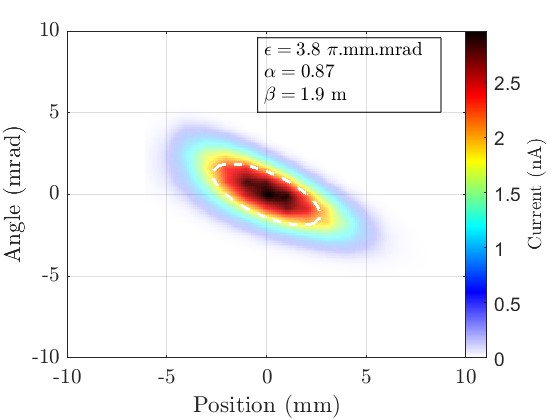 ϵ = 3.8 π.mm.mrad
α = 0.87
β = 1.9 m
10
5
0
-5
-10
Angle (mrad)
-10 -5 0 5 10
Position (mm)
2.5
2
1.5
1
0.5
0
Current (nA)